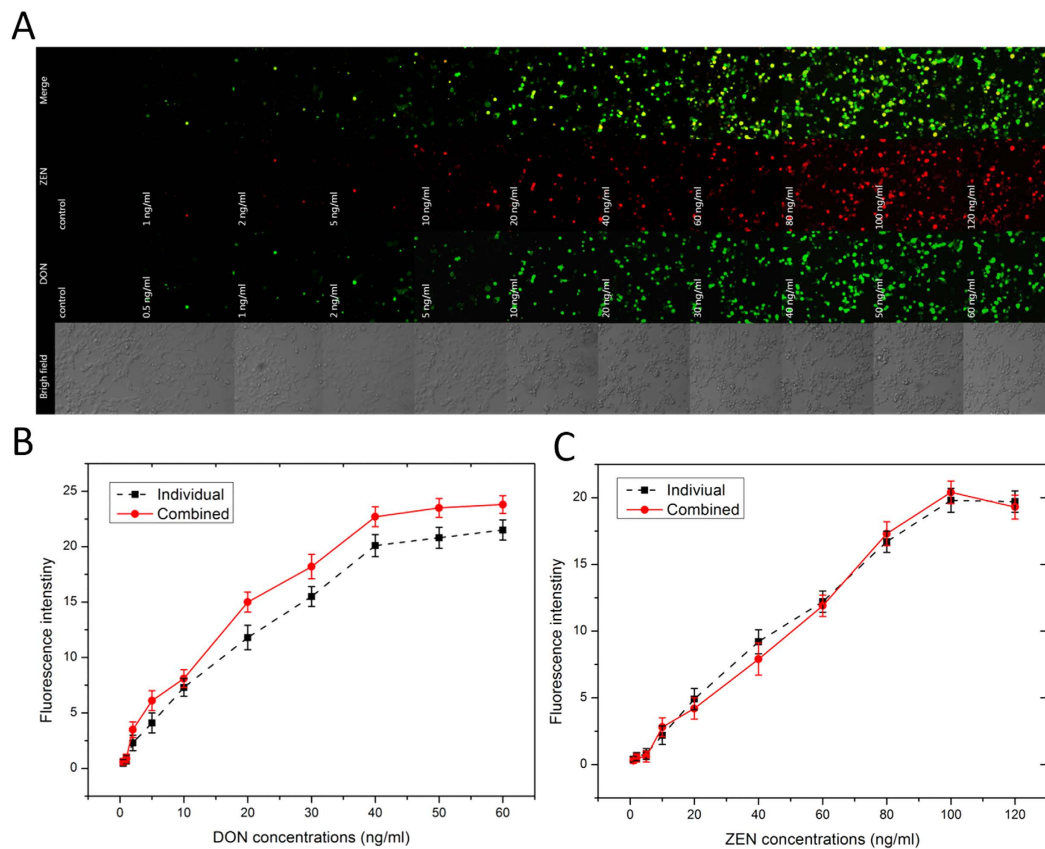 A
Merge
ZEN
control
1 ng/ml
2 ng/ml
5 ng/ml
10 ng/ml
20 ng/ml
40 ng/ml
60 ng/ml
80 ng/ml
100 ng/ml
120 ng/ml
DON
control
0.5 ng/ml
1 ng/ml
2 ng/ml
5 ng/ml
10 ng/ml
20 ng/ml
30 ng/ml
40 ng/ml
50 ng/ml
60 ng/ml
Brigh field
B
Individual
Combined
Fluorescence intenstiny
25
20
15
10
5
0
0 10 20 30 40 50 60
DON concentrations (ng/ml)
C
Indiviual
Combined
Fluorescence intenstiny
20
15
10
5
0
0 20 40 60 80 100 120
ZEN concentrations (ng/ml)